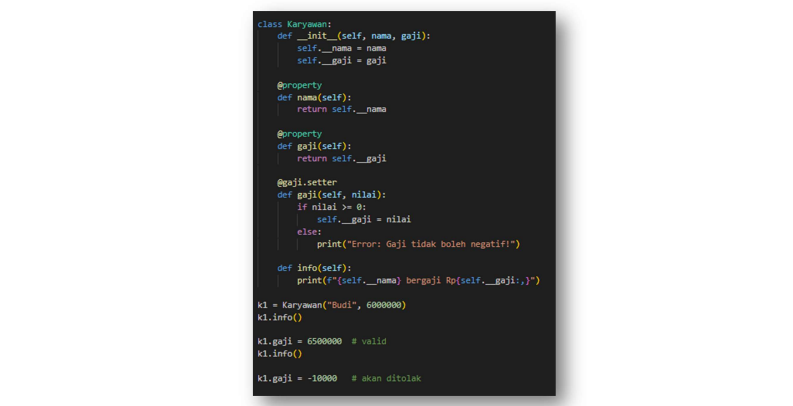 class Karyawan:
    def __init__(self, nama, gaji):
        self.__nama = nama
        self.__gaji = gaji

    @property
    def nama(self):
        return self.__nama

    @property
    def gaji(self):
        return self.__gaji

    @gaji.setter
    def gaji(self, nilai):
        if nilai >= 0:
            self.__gaji = nilai
        else:
            print("Error: Gaji tidak boleh negatif!")

    def info(self):
        print(f"{self.__nama} bergaji Rp{self.__gaji:,}")

k1 = Karyawan("Budi", 6000000)
k1.info()

k1.gaji = 6500000  # valid
k1.info()

k1.gaji = -10000   # akan ditolak